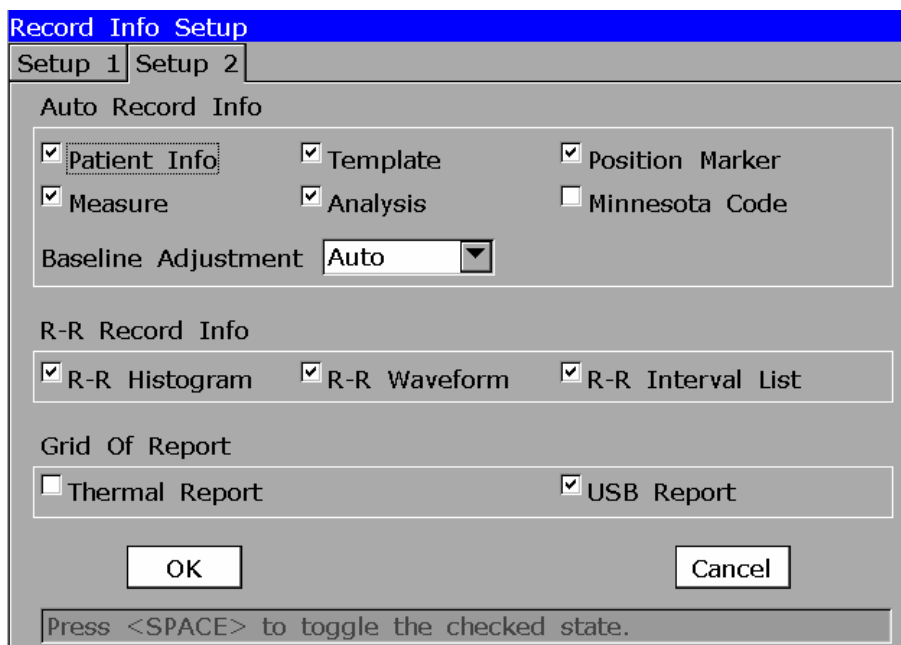 Record Info Setup
Setup 1 Setup 2
Auto Record Info
Patient Info Template Position Marker
Measure Analysis Minnesota Code
Baseline Adjustment Auto
R-R Record Info
R-R Histogram R-R Waveform R-R Interval List
Grid Of Report
Thermal Report USB Report
OK Cancel
Press <SPACE> to toggle the checked state.